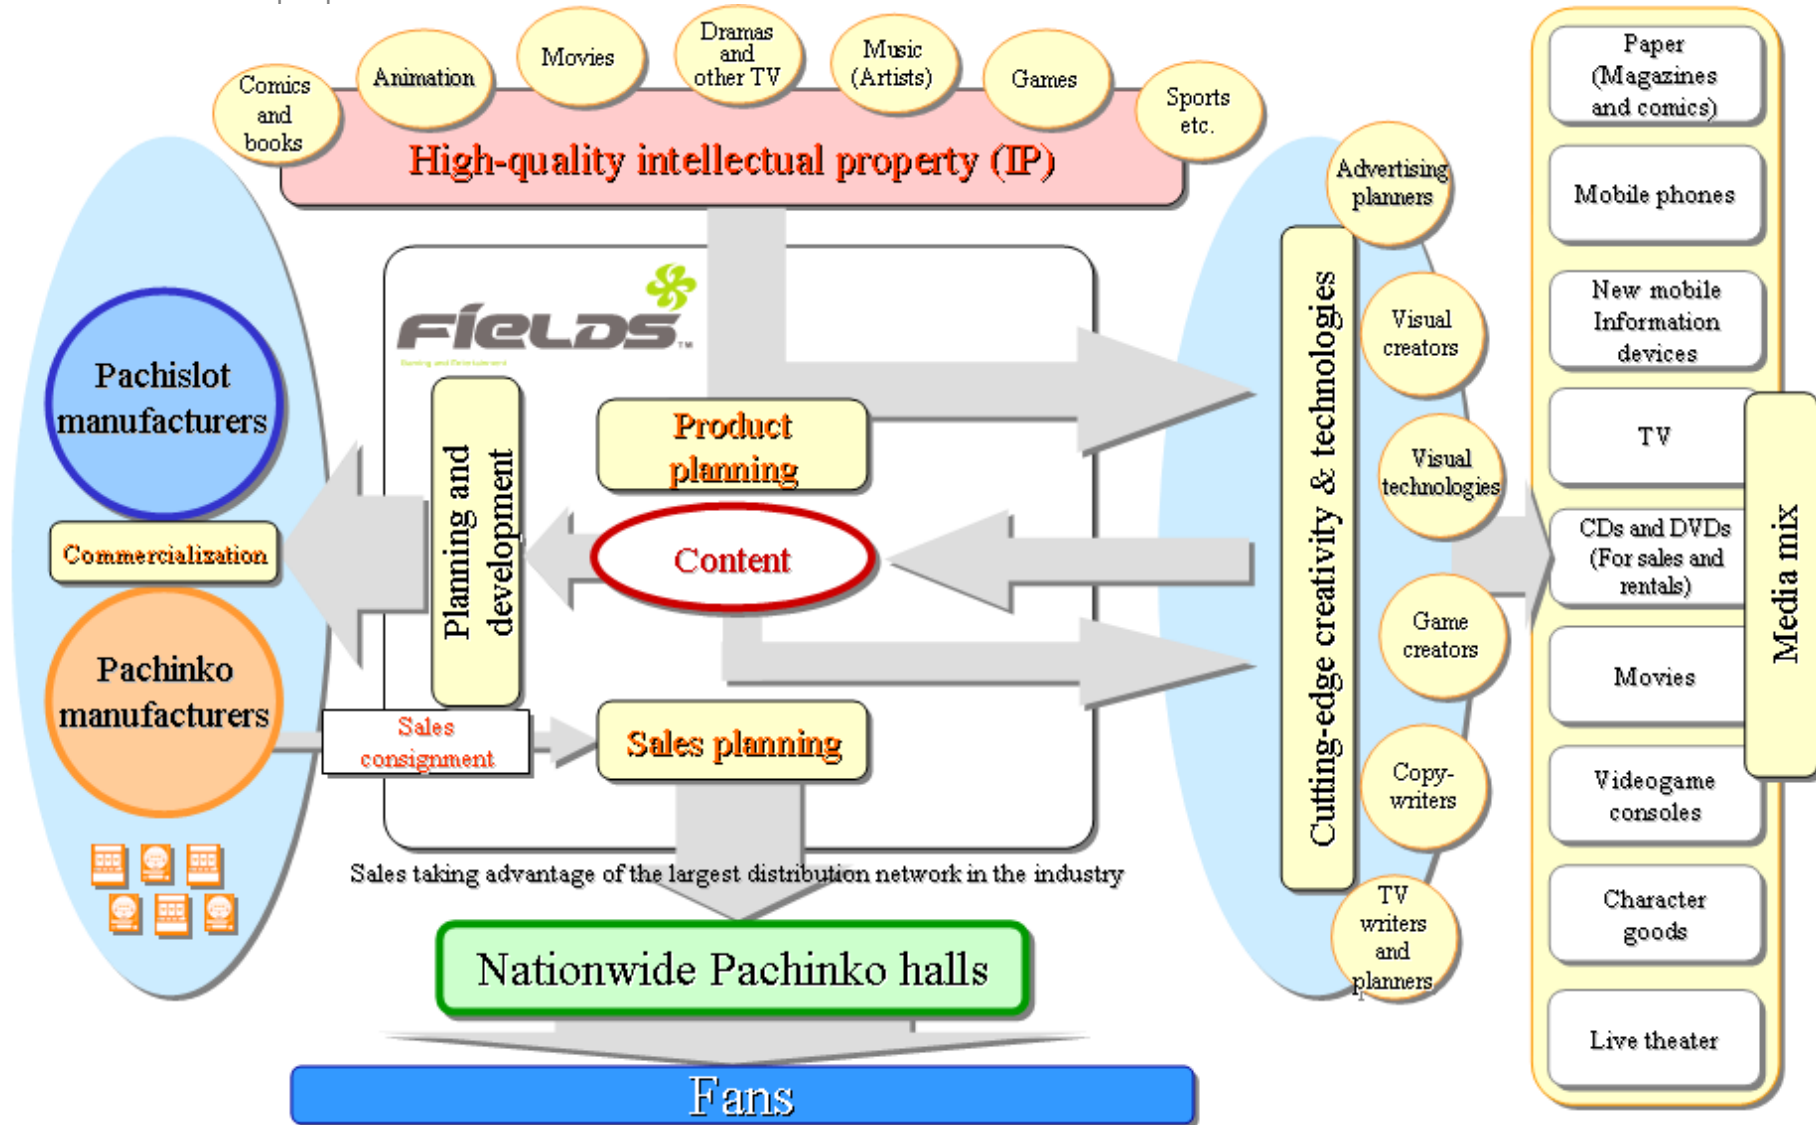 Comics
and
books
Animation
Movies
Dramas
and
other TV
Music
(Artists)
Games
Sports
etc.
High-quality intellectual property (IP)
FIELDS
TM
Pachislot
manufacturers
Commercialization
Pachinko
manufacturers
Planning and
development
Product
planning
Content
Sales
consignment
Sales planning
Sales taking advantage of the largest distribution network in the industry
Nationwide Pachinko halls
Fans
Cutting-edge creativity & technologies
Advertising
planners
Visual
creators
Visual
technologies
Game
creators
Copy-
writers
TV
writers
and
planners
Paper
(Magazines
and comics)
Mobile phones
New mobile
Information
devices
TV
CDs and DVDs
(For sales and
rentals)
Movies
Videogame
consoles
Character
goods
Live theater
Media mix